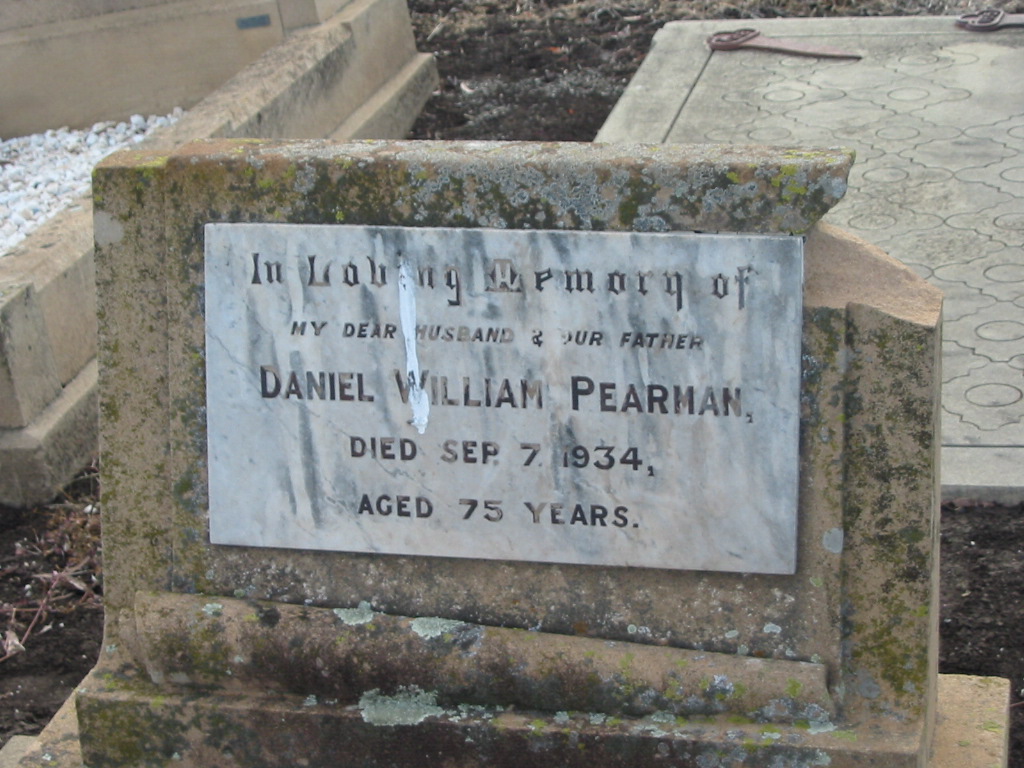 In Loving Memory of
MY DEAR HUSBAND & OUR FATHER
DANIEL WILLIAM PEARMAN,
DIED SEP. 7. 1934,
AGED 75 YEARS.